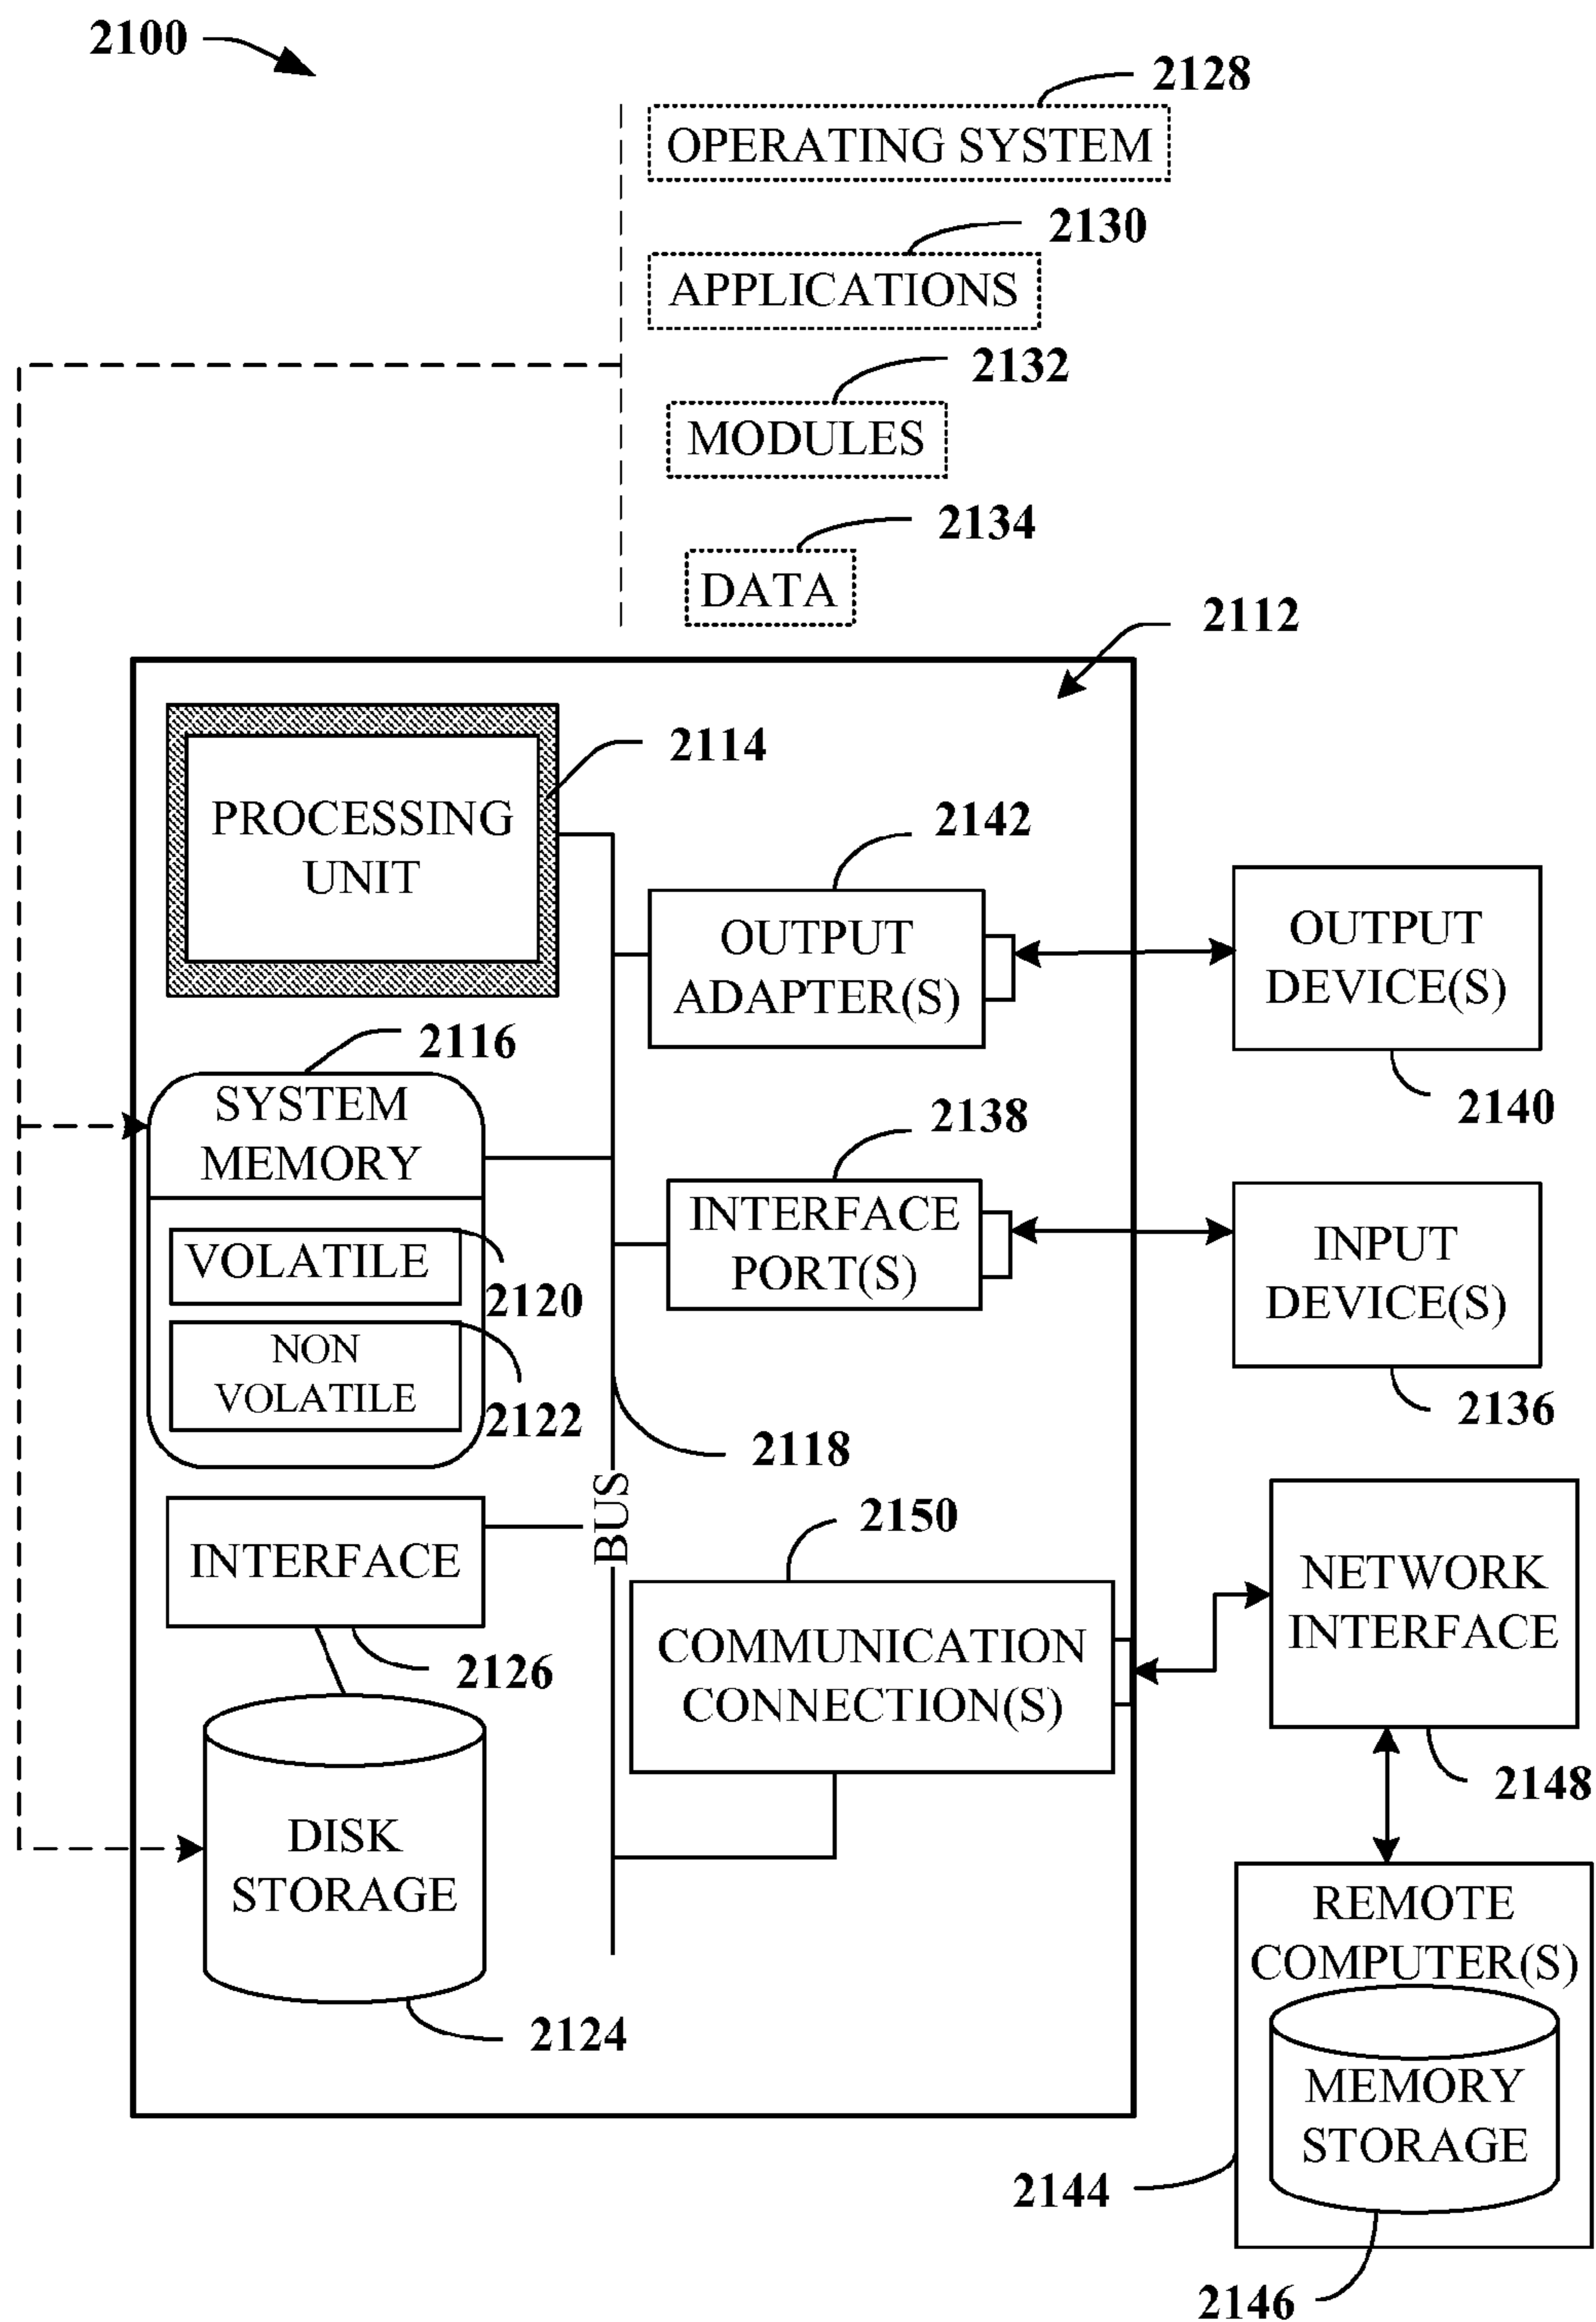 2100
2128
OPERATING SYSTEM
2130
APPLICATIONS
2132
MODULES
2134
DATA
2112
2114
PROCESSING
UNIT
2142
OUTPUT
ADAPTER(S)
OUTPUT
DEVICE(S)
2140
2116
SYSTEM
MEMORY
VOLATILE
2120
NON
VOLATILE
2122
2138
INTERFACE
PORT(S)
INPUT
DEVICE(S)
2136
2118
BUS
INTERFACE
2126
2150
COMMUNICATION
CONNECTION(S)
NETWORK
INTERFACE
2148
DISK
STORAGE
2124
REMOTE
COMPUTER(S)
MEMORY
STORAGE
2144
2146